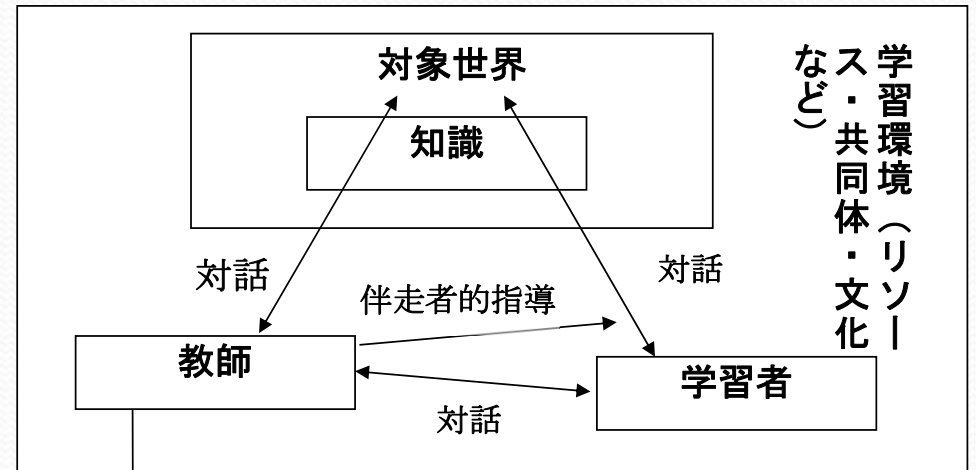 対象世界
知識
学習環境（リソー
ス・共同体・文化
など）
対話
対話
伴走者的指導
教師
学習者
対話